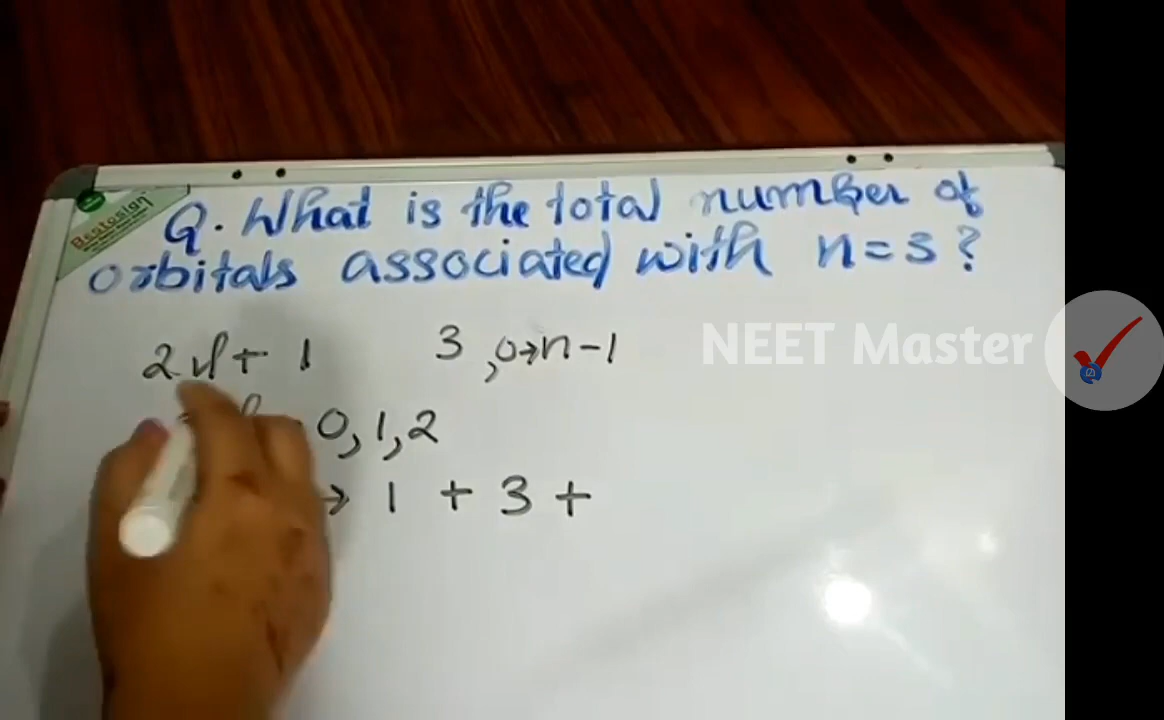 Bestosign
Q. What is the total number of
orbitals associated with n=3?
2l+ 1 3 ,0→n-1
0,1,2
→ 1 + 3 +
NEET Master